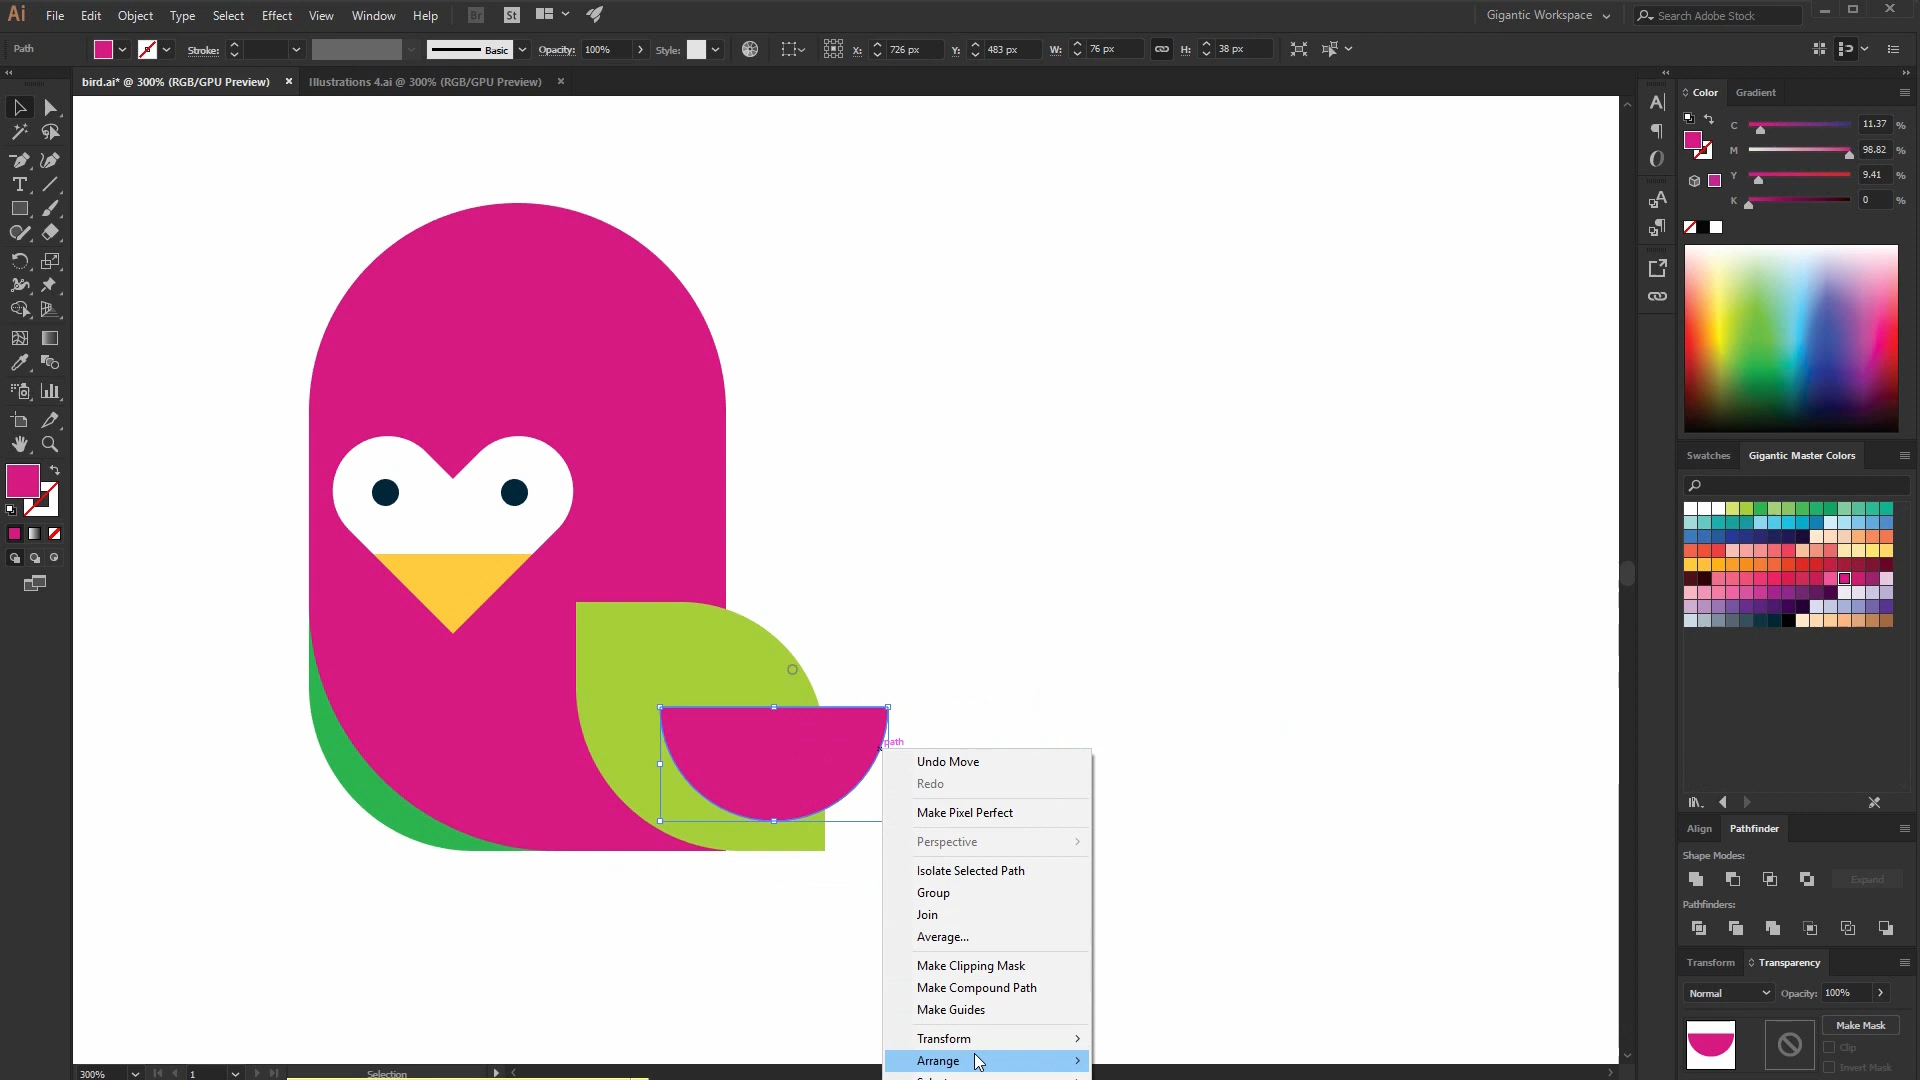 Ai File Edit Object Type Select Effect View Window Help Br St Gigantic Workspace Search Adobe Stock
Path Stroke: Basic Opacity: 100% Style: X: 726 px Y: 483 px W: 76 px H: 38 px
bird.ai* @ 300% (RGB/GPU Preview) Illustrations 4.ai @ 300% (RGB/GPU Preview)
Color Gradient
C 11.37 %
M 98.82 %
Y 9.41 %
K 0 %
Swatches Gigantic Master Colors
path
Undo Move
Redo
Make Pixel Perfect
Perspective
Isolate Selected Path
Group
Join
Average...
Make Clipping Mask
Make Compound Path
Make Guides
Transform
Arrange
Align Pathfinder
Shape Modes:
Expand
Pathfinders:
Transform Transparency
Normal Opacity: 100%
Make Mask
Clip
Invert Mask
300% 1 Selection